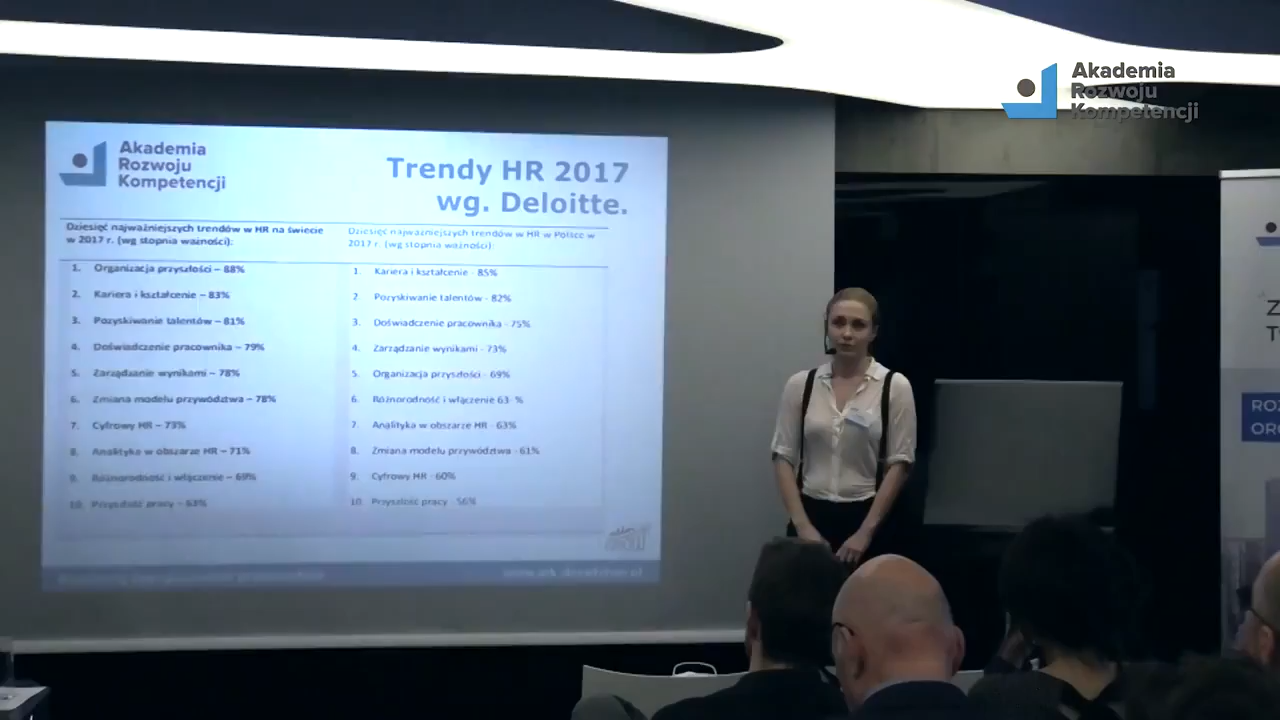 Akademia
Rozwoju
Kompetencji
Akademia
Rozwoju
Kompetencji
Trendy HR 2017
wg. Deloitte.
Dziesięć najważniejszych trendów w HR na świecie
w 2017 r. (wg stopnia ważności):
1. Organizacja przyszłości – 88%
2. Kariera i kształcenie – 83%
3. Pozyskiwanie talentów – 81%
4. Doświadczenie pracownika – 79%
5. Zarządzanie wynikami – 78%
6. Zmiana modelu przywództwa – 78%
7. Cyfrowy HR – 73%
8. Analityka w obszarze HR – 71%
9. Różnorodność i włączenie – 69%
10. Przyszłość pracy – 63%
Dziesięć najważniejszych trendów w HR w Polsce w
2017 r. (wg stopnia ważności):
1. Kariera i kształcenie - 85%
2. Pozyskiwanie talentów - 82%
3. Doświadczenie pracownika - 75%
4. Zarządzanie wynikami - 73%
5. Organizacja przyszłości - 69%
6. Różnorodność i włączenie 63- %
7. Analityka w obszarze HR - 63%
8. Zmiana modelu przywództwa - 61%
9. Cyfrowy HR - 60%
10. Przyszłość pracy - 56%
Z
T
ROZ
ORG